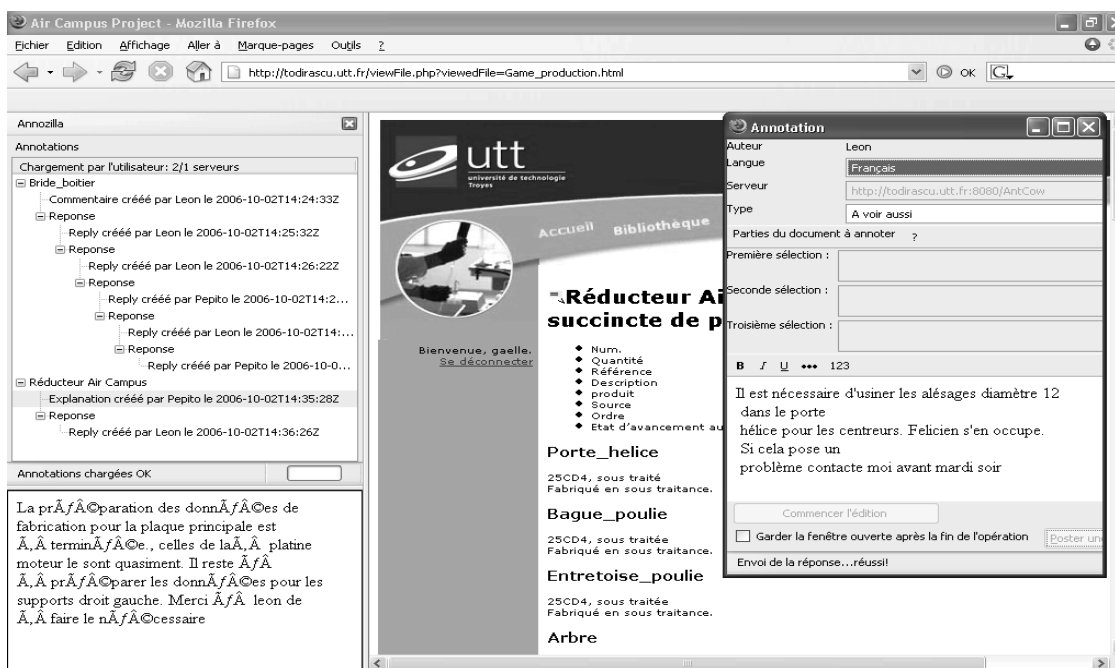 Air Campus Project - Mozilla Firefox
Fichier Edition Affichage Aller à Marque-pages Outils ?
http://todirascu.utt.fr/viewFile.php?viewedFile=Game_production.html
OK
Annozilla
Annotations
Chargement par l'utilisateur: 2/1 serveurs
Bride_boitier
Commentaire créée par Leon le 2006-10-02T14:24:33Z
Reponse
Reply créée par Leon le 2006-10-02T14:25:32Z
Reponse
Reply créée par Leon le 2006-10-02T14:26:22Z
Reponse
Reply créée par Pepito le 2006-10-02T14:2...
Reponse
Reply créée par Leon le 2006-10-02T14:...
Reponse
Reply créée par Pepito le 2006-10-0...
Réducteur Air Campus
Explanation créée par Pepito le 2006-10-02T14:35:28Z
Reponse
Reply créée par Leon le 2006-10-02T14:36:26Z
Annotations chargées OK
La prÃƒÂ©paration des donnÃƒÂ©es de
fabrication pour la plaque principale est
Ã‚Â terminÃƒÂ©e., celles de laÃ‚Â platine
moteur le sont quasiment. Il reste ÃƒÂ
Ã‚Â prÃƒÂ©parer les donnÃƒÂ©es pour les
supports droit gauche. Merci ÃƒÂ leon de
Ã‚Â faire le nÃƒÂ©cessaire
utt
université de technologie
Troyes
Accueil Bibliothèque
Bienvenue, gaelle.
Se déconnecter
Réducteur Ai
succincte de p
Num.
Quantité
Référence
Description
produit
Source
Ordre
Etat d'avancement au
Porte_helice
25CD4, sous traité
Fabriqué en sous traitance.
Bague_poulie
25CD4, sous traitée
Fabriqué en sous traitance.
Entretoise_poulie
25CD4, sous traitée
Fabriqué en sous traitance.
Arbre
Annotation
Auteur Leon
Langue Français
Serveur http://todirascu.utt.fr:8080/AntCow
Type A voir aussi
Parties du document à annoter ?
Première sélection :
Seconde sélection :
Troisième sélection :
B I U ••• 123
Il est nécessaire d'usiner les alésages diamètre 12
dans le porte
hélice pour les centreurs. Felicien s'en occupe.
Si cela pose un
problème contacte moi avant mardi soir
Commencer l'édition
Garder la fenêtre ouverte après la fin de l'opération
Poster un
Envoi de la réponse...réussi!